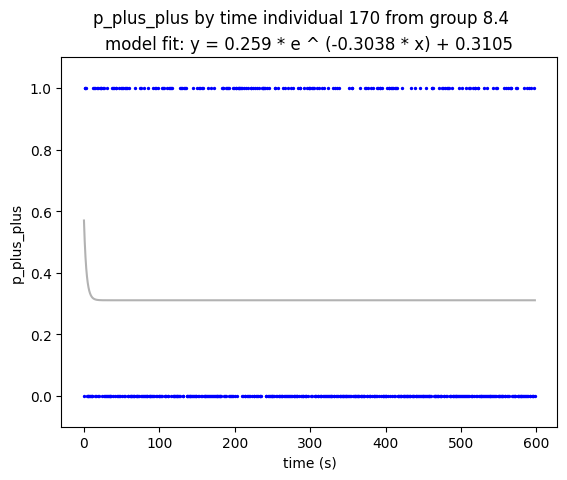 p_plus_plus by time individual 170 from group 8.4
model fit: y = 0.259 * e ^ (-0.3038 * x) + 0.3105
1.0
0.8
0.6
p_plus_plus
0.4
0.2
0.0
0 100 200 300 400 500 600
time (s)